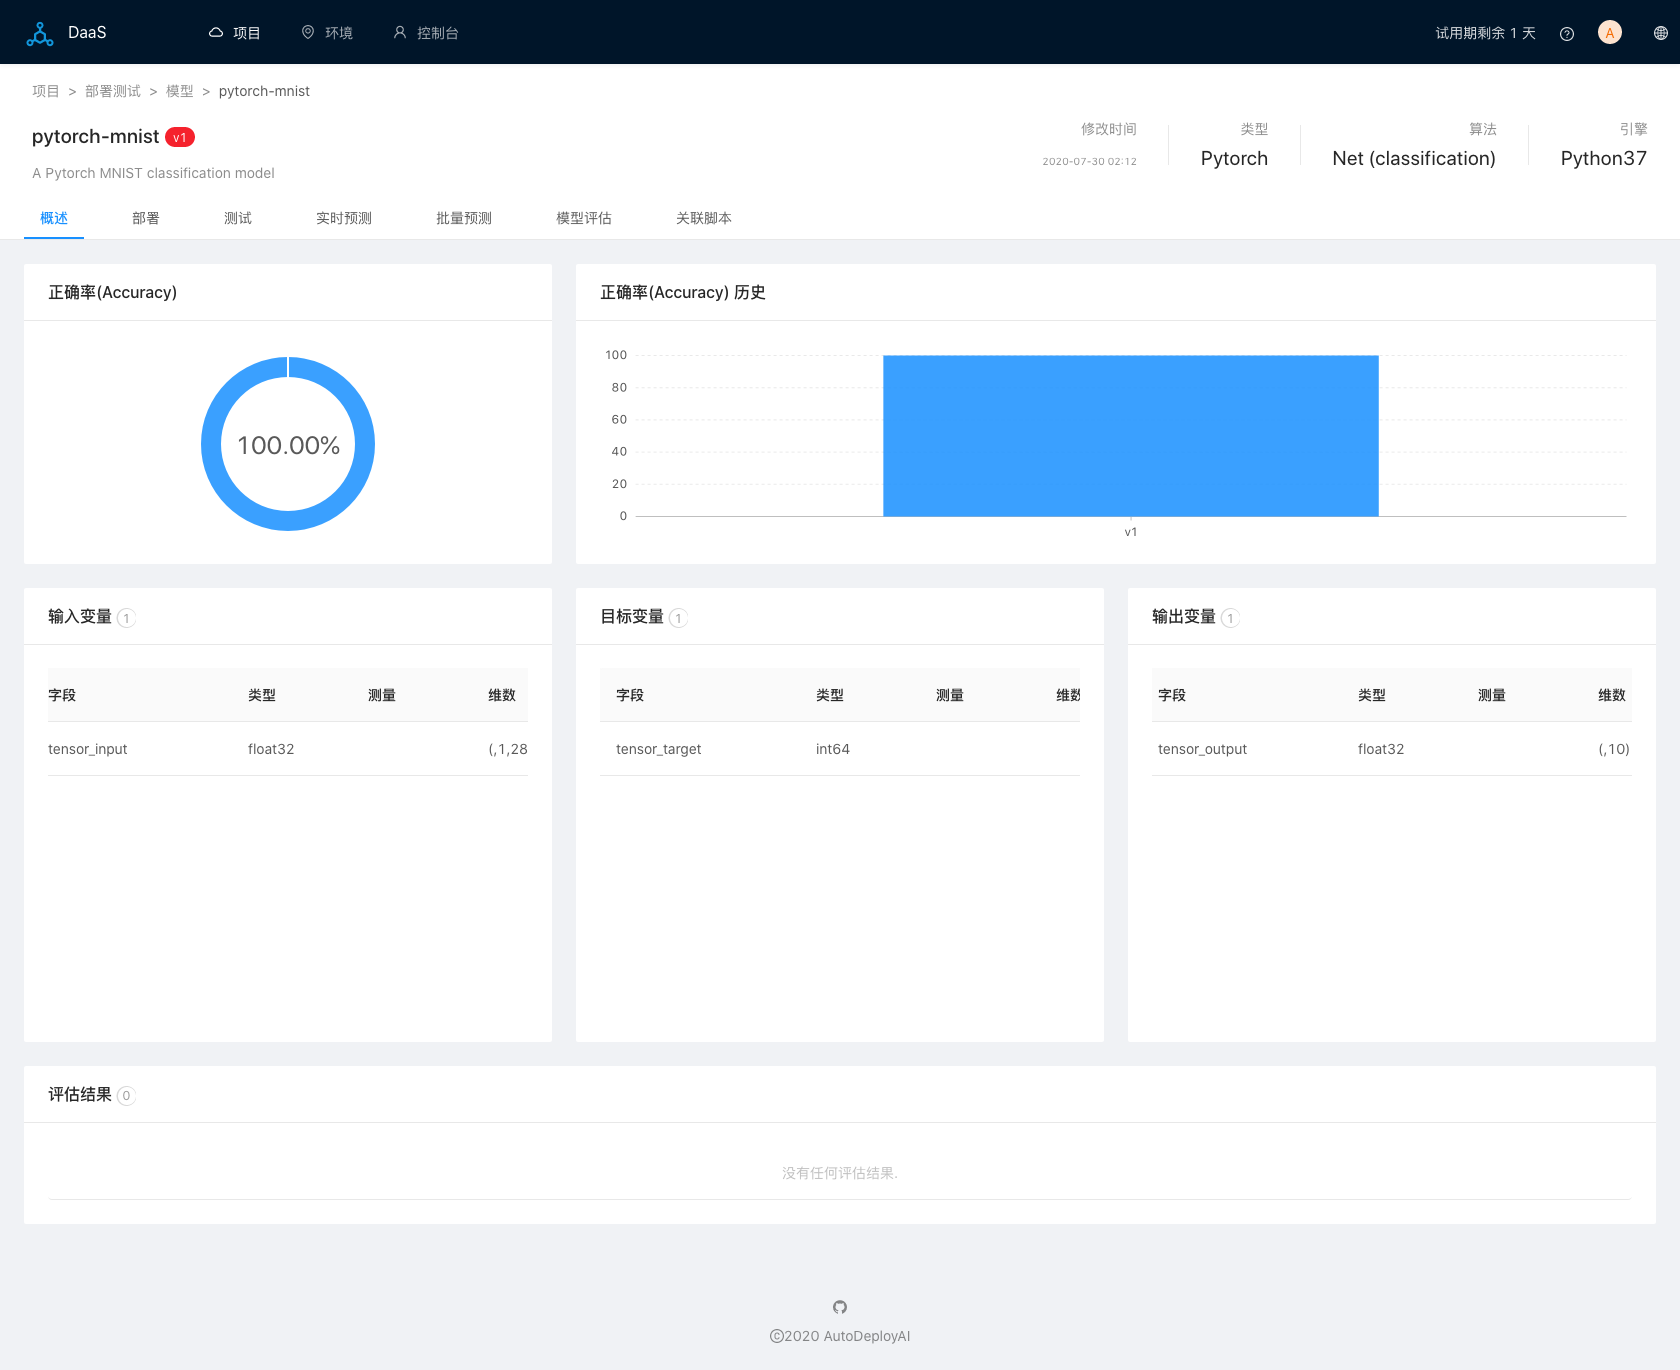 DaaS 项目 环境 控制台 试用期剩余 1 天 A
项目 > 部署测试 > 模型 > pytorch-mnist
pytorch-mnist v1
A Pytorch MNIST classification model
修改时间 类型 算法 引擎
2020-07-30 02:12 Pytorch Net (classification) Python37
概述 部署 测试 实时预测 批量预测 模型评估 关联脚本
正确率(Accuracy)
100.00%
正确率(Accuracy) 历史
100
80
60
40
20
0
v1
输入变量 1
字段 类型 测量 维数
tensor_input float32 (,1,28
目标变量 1
字段 类型 测量 维数
tensor_target int64
输出变量 1
字段 类型 测量 维数
tensor_output float32 (,10)
评估结果 0
没有任何评估结果.
©2020 AutoDeployAI